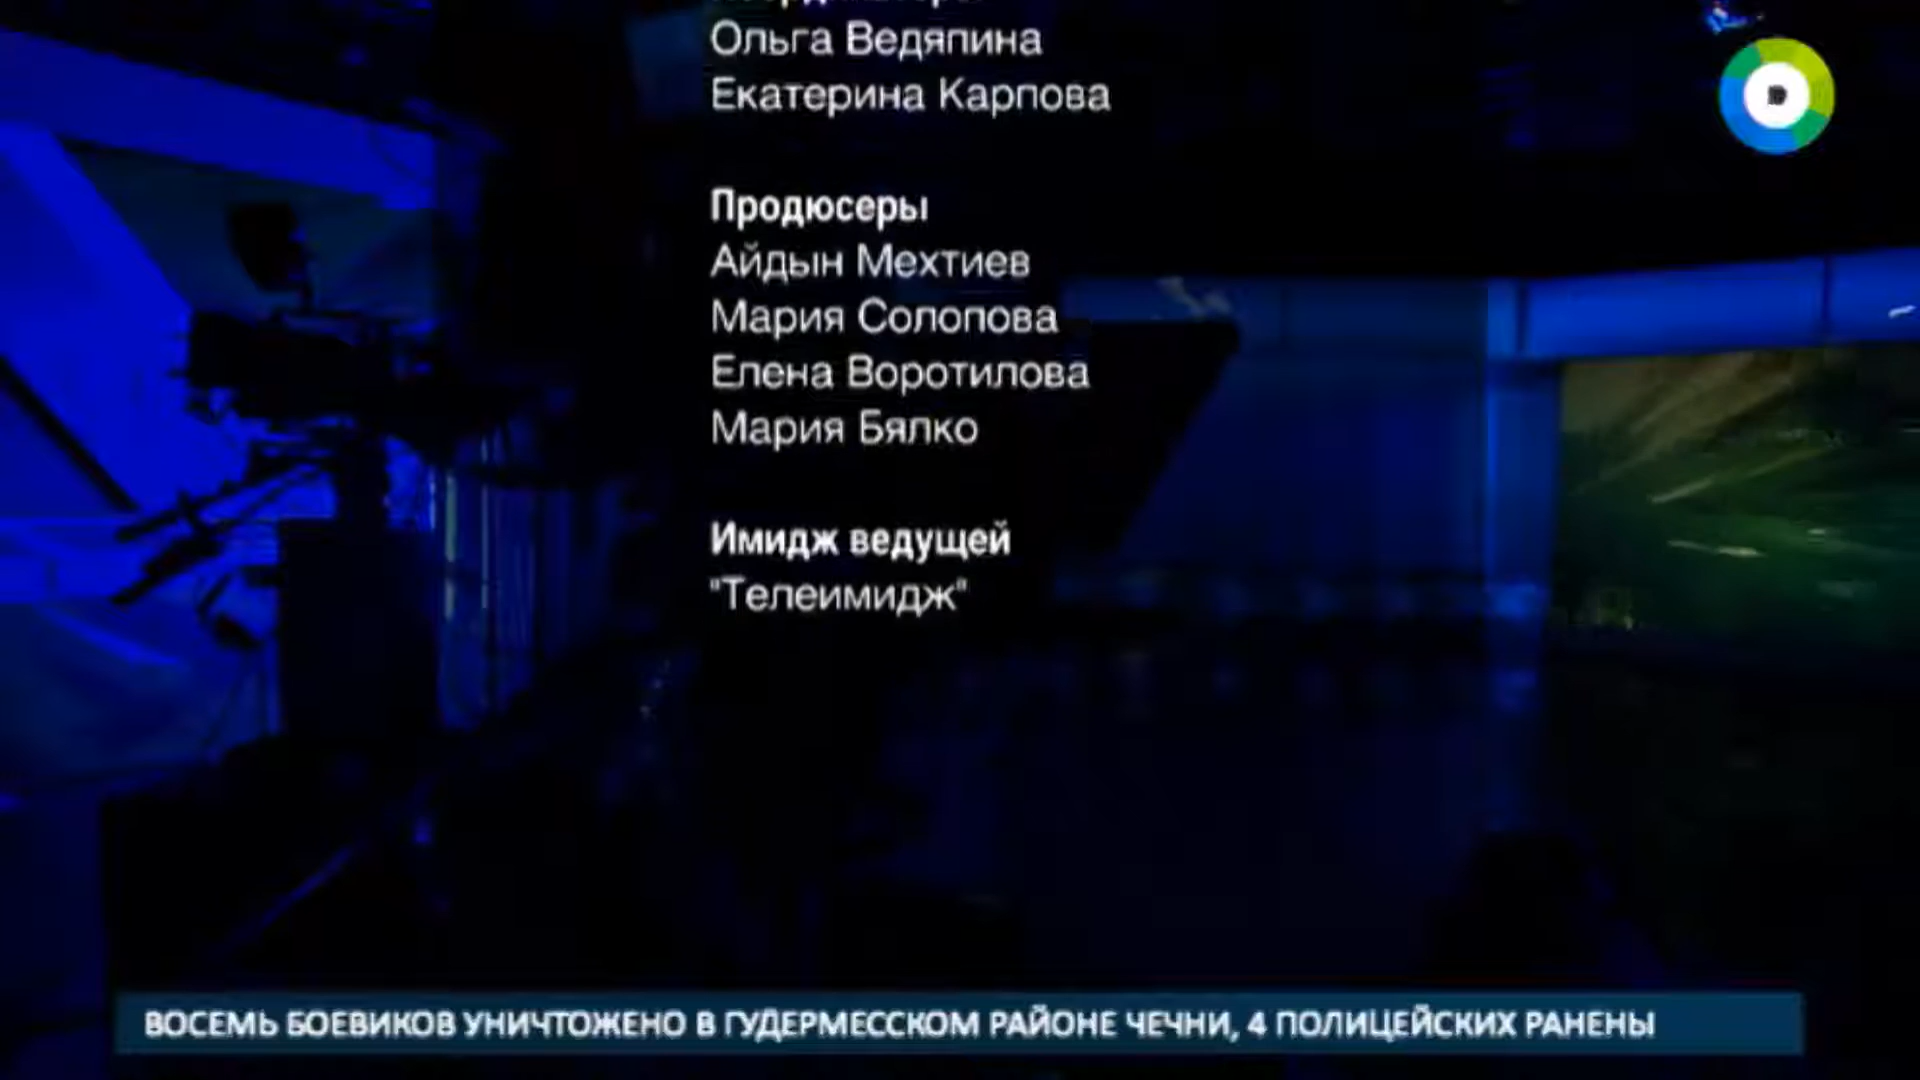 Ольга Ведяпина
Екатерина Карпова
Продюсеры
Айдын Мехтиев
Мария Солопова
Елена Воротилова
Мария Бялко
Имидж ведущей
"Телеимидж"
ВОСЕМЬ БОЕВИКОВ УНИЧТОЖЕНО В ГУДЕРМЕССКОМ РАЙОНЕ ЧЕЧНИ, 4 ПОЛИЦЕЙСКИХ РАНЕНЫ